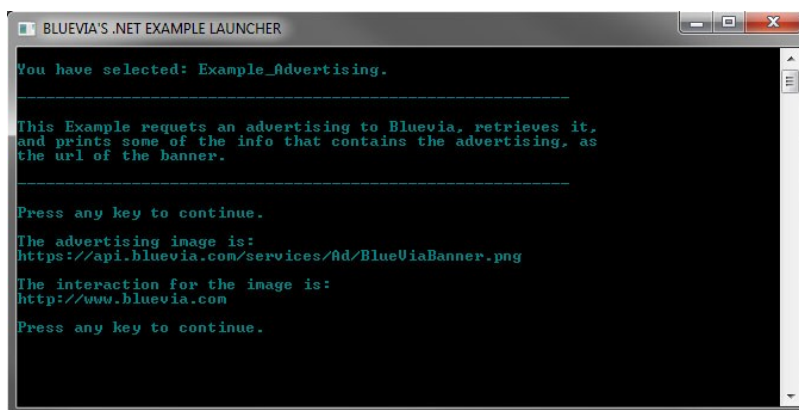 BLUEVIA'S .NET EXAMPLE LAUNCHER
You have selected: Example_Advertising.
This Example requets an advertising to Bluevia, retrieves it,
and prints some of the info that contains the advertising, as
the url of the banner.
Press any key to continue.
The advertising image is:
https://api.bluevia.com/services/Ad/BlueViaBanner.png
The interaction for the image is:
http://www.bluevia.com
Press any key to continue.